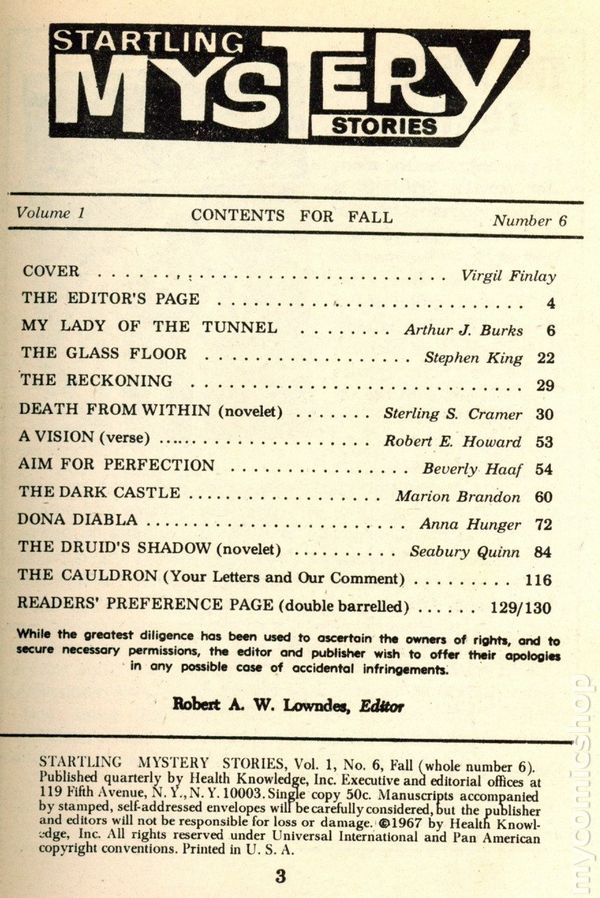 STARTLING
MYSTERY
STORIES
Volume 1 CONTENTS FOR FALL Number 6
COVER . . . . . . . . . . . . . . . . . . . . . . . . . . . . Virgil Finlay
THE EDITOR'S PAGE . . . . . . . . . . . . . . . . . . . . . . . . . . 4
MY LADY OF THE TUNNEL . . . . . . . . Arthur J. Burks 6
THE GLASS FLOOR . . . . . . . . . . . . . . . . . . Stephen King 22
THE RECKONING . . . . . . . . . . . . . . . . . . . . . . . . . . . . 29
DEATH FROM WITHIN (novelet) . . . . . . . Sterling S. Cramer 30
A VISION (verse) . . . . . . . . . . . . . . . . . . . . Robert E. Howard 53
AIM FOR PERFECTION . . . . . . . . . . . . . . . Beverly Haaf 54
THE DARK CASTLE . . . . . . . . . . . . . . . . . Marion Brandon 60
DONA DIABLA . . . . . . . . . . . . . . . . . . . . . . Anna Hunger 72
THE DRUID'S SHADOW (novelet) . . . . . . . . . Seabury Quinn 84
THE CAULDRON (Your Letters and Our Comment) . . . . . . . . . 116
READERS' PREFERENCE PAGE (double barrelled) . . . . . . 129/130
While the greatest diligence has been used to ascertain the owners of rights, and to
secure necessary permissions, the editor and publisher wish to offer their apologies
in any possible case of accidental infringements.
Robert A. W. Lowndes, Editor
STARTLING MYSTERY STORIES, Vol. 1, No. 6, Fall (whole number 6).
Published quarterly by Health Knowledge, Inc. Executive and editorial offices at
119 Fifth Avenue, N. Y., N. Y. 10003. Single copy 50c. Manuscripts accompanied
by stamped, self-addressed envelopes will be carefully considered, but the publisher
and editors will not be responsible for loss or damage. ©1967 by Health Knowl-
edge, Inc. All rights reserved under Universal International and Pan American
copyright conventions. Printed in U. S. A.
3
mycomicshop